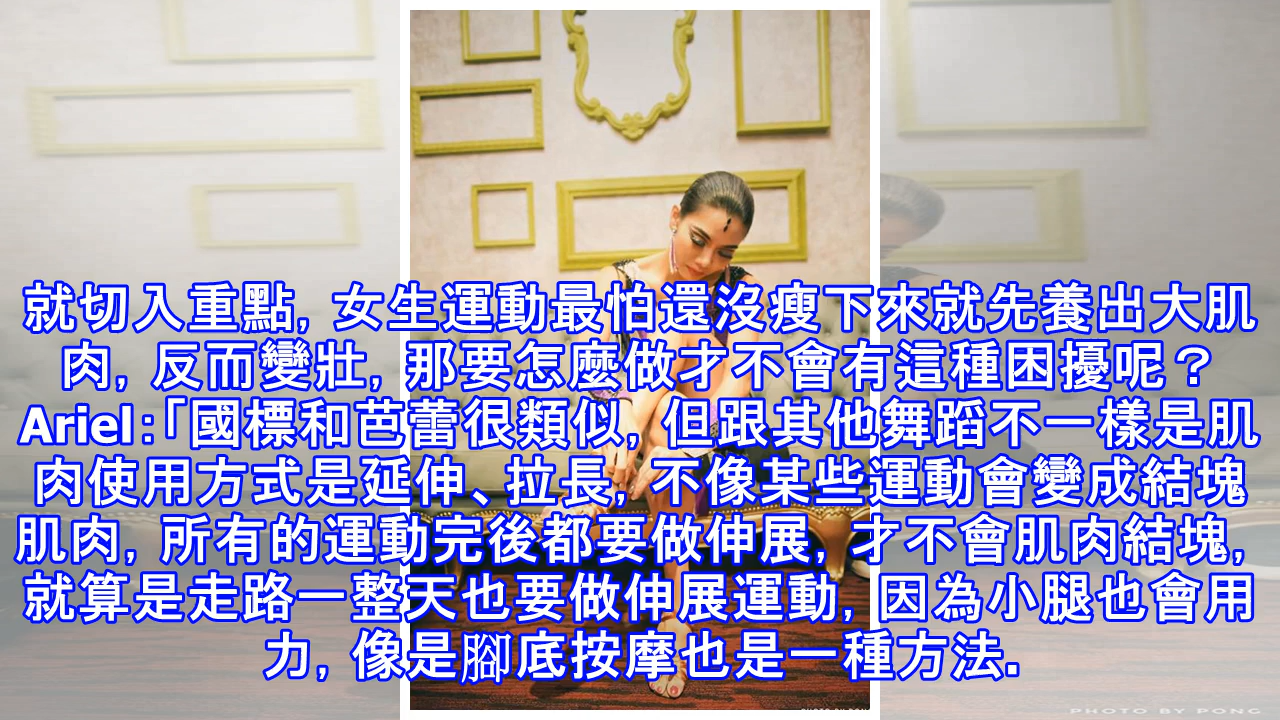 就切入重點, 女生運動最怕還沒瘦下來就先養出大肌
肉, 反而變壯, 那要怎麼做才不會有這種困擾呢？
Ariel:「國標和芭蕾很類似, 但跟其他舞蹈不一樣是肌
肉使用方式是延伸、拉長, 不像某些運動會變成結塊
肌肉, 所有的運動完後都要做伸展, 才不會肌肉結塊,
就算是走路一整天也要做伸展運動, 因為小腿也會用
力, 像是腳底按摩也是一種方法.
PHOTO BY PONG
PHOTO BY PONG